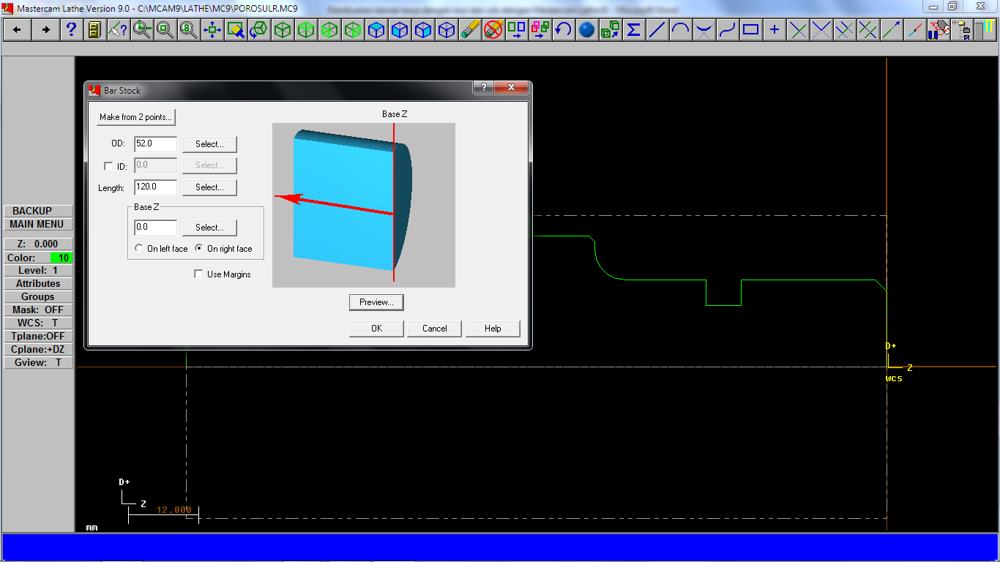 Mastercam Lathe Version 9.0 - C:\MCAM9\LATHE\MC9\POROSULR.MC9
Bar Stock
Make from 2 points...
Base Z
OD: 52.0 Select...
ID: 0.0 Select...
Length: 120.0 Select...
Base Z
0.0 Select...
On left face On right face
Use Margins
Preview...
OK Cancel Help
BACKUP
MAIN MENU
Z: 0.000
Color: 10
Level: 1
Attributes
Groups
Mask: OFF
WCS: T
Tplane:OFF
Cplane:+DZ
Gview: T
D+
Z
WCS
D+
Z
12.000
mm